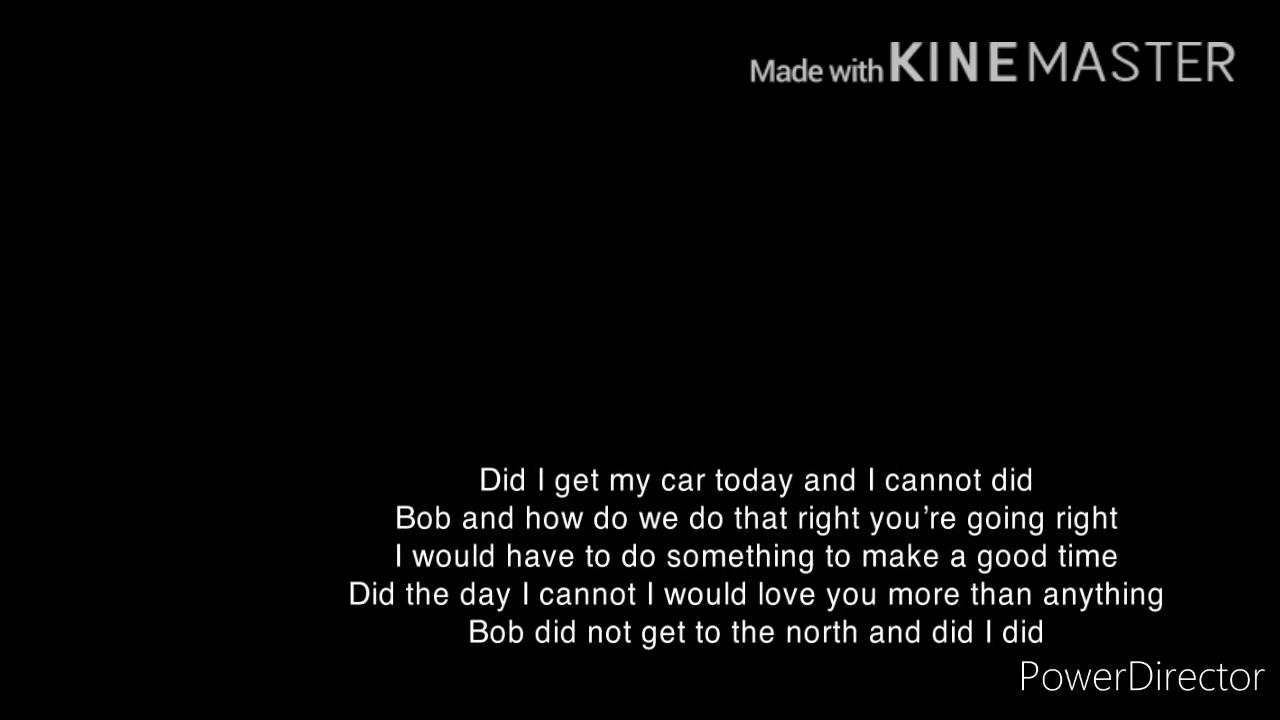 Made with KINEMASTER
Did I get my car today and I cannot did
Bob and how do we do that right you're going right
I would have to do something to make a good time
Did the day I cannot I would love you more than anything
Bob did not get to the north and did I did
PowerDirector